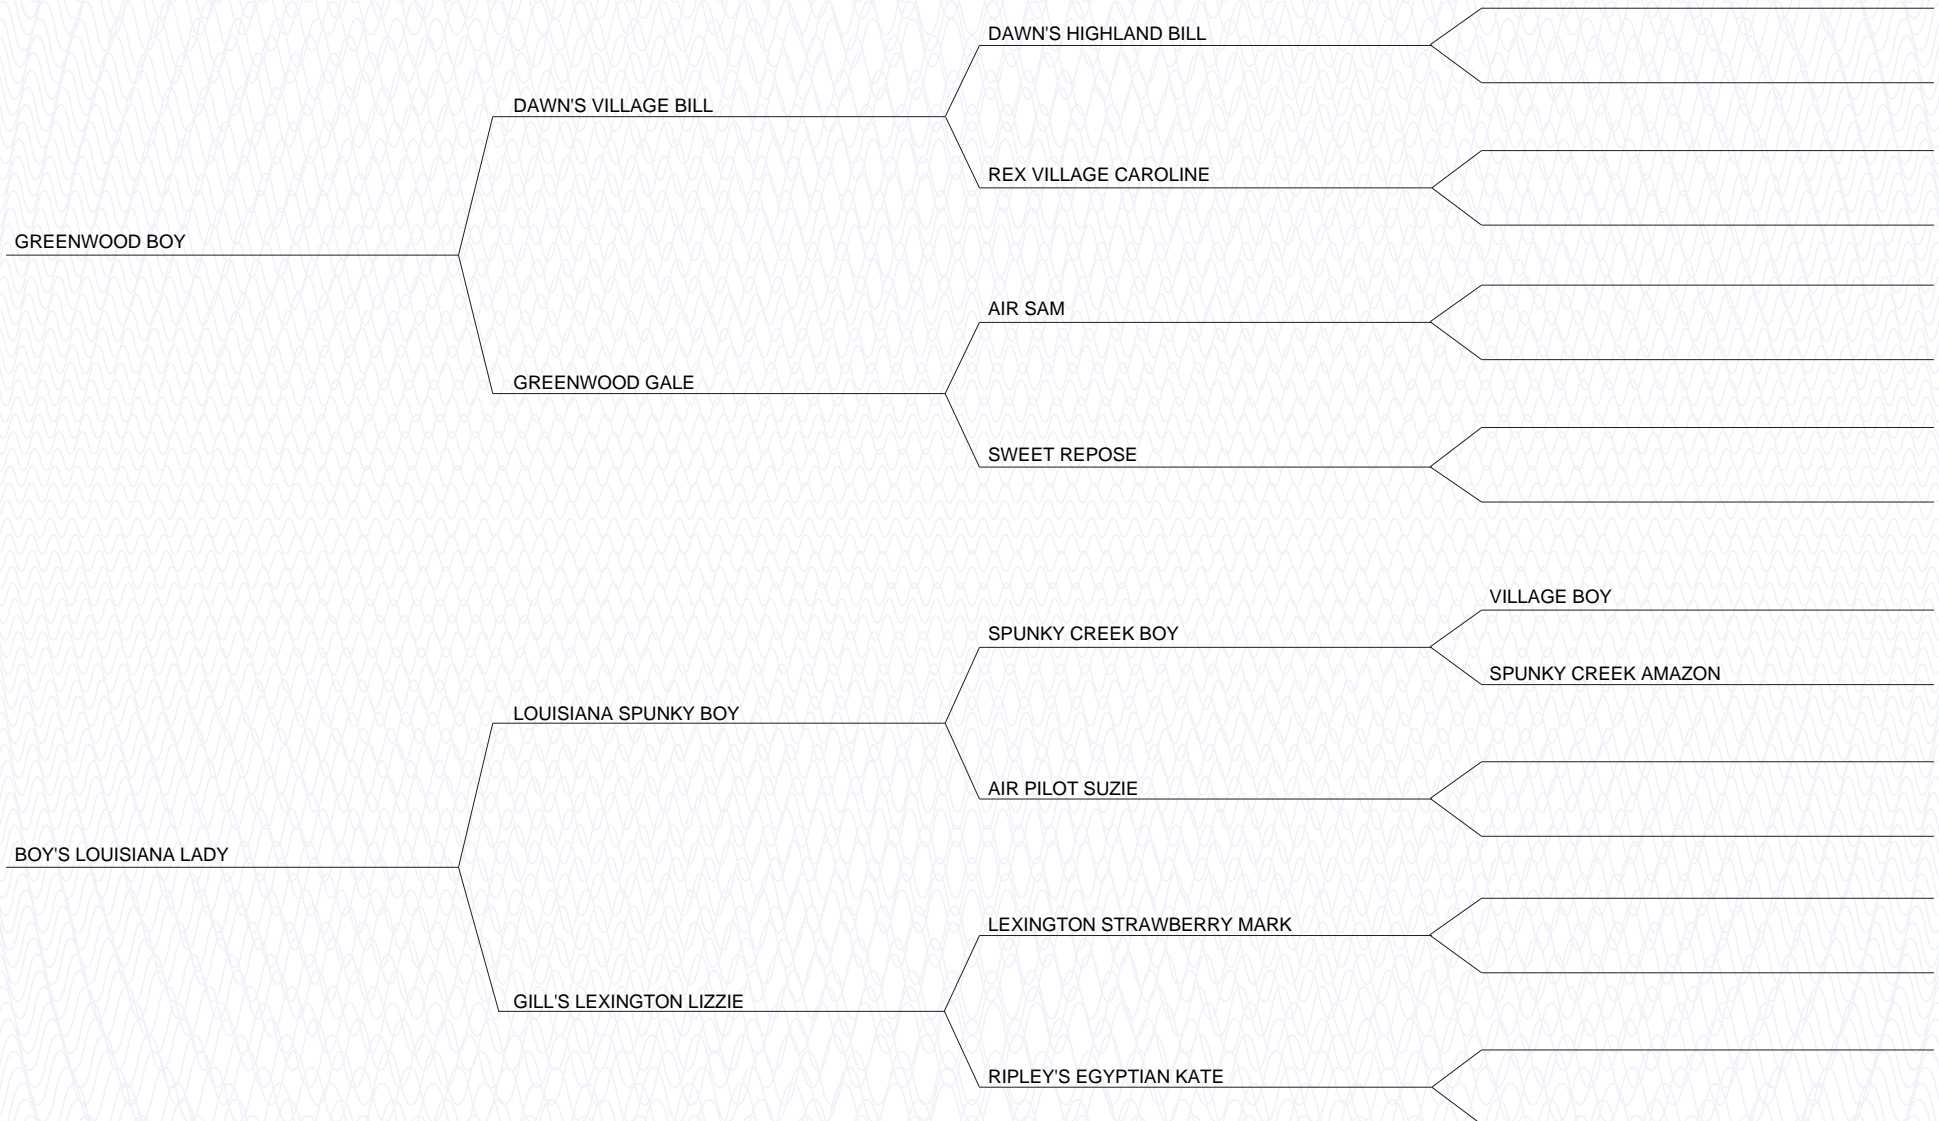 DAWN'S HIGHLAND BILL
DAWN'S VILLAGE BILL
REX VILLAGE CAROLINE
GREENWOOD BOY
AIR SAM
GREENWOOD GALE
SWEET REPOSE
VILLAGE BOY
SPUNKY CREEK BOY
SPUNKY CREEK AMAZON
LOUISIANA SPUNKY BOY
AIR PILOT SUZIE
BOY'S LOUISIANA LADY
LEXINGTON STRAWBERRY MARK
GILL'S LEXINGTON LIZZIE
RIPLEY'S EGYPTIAN KATE